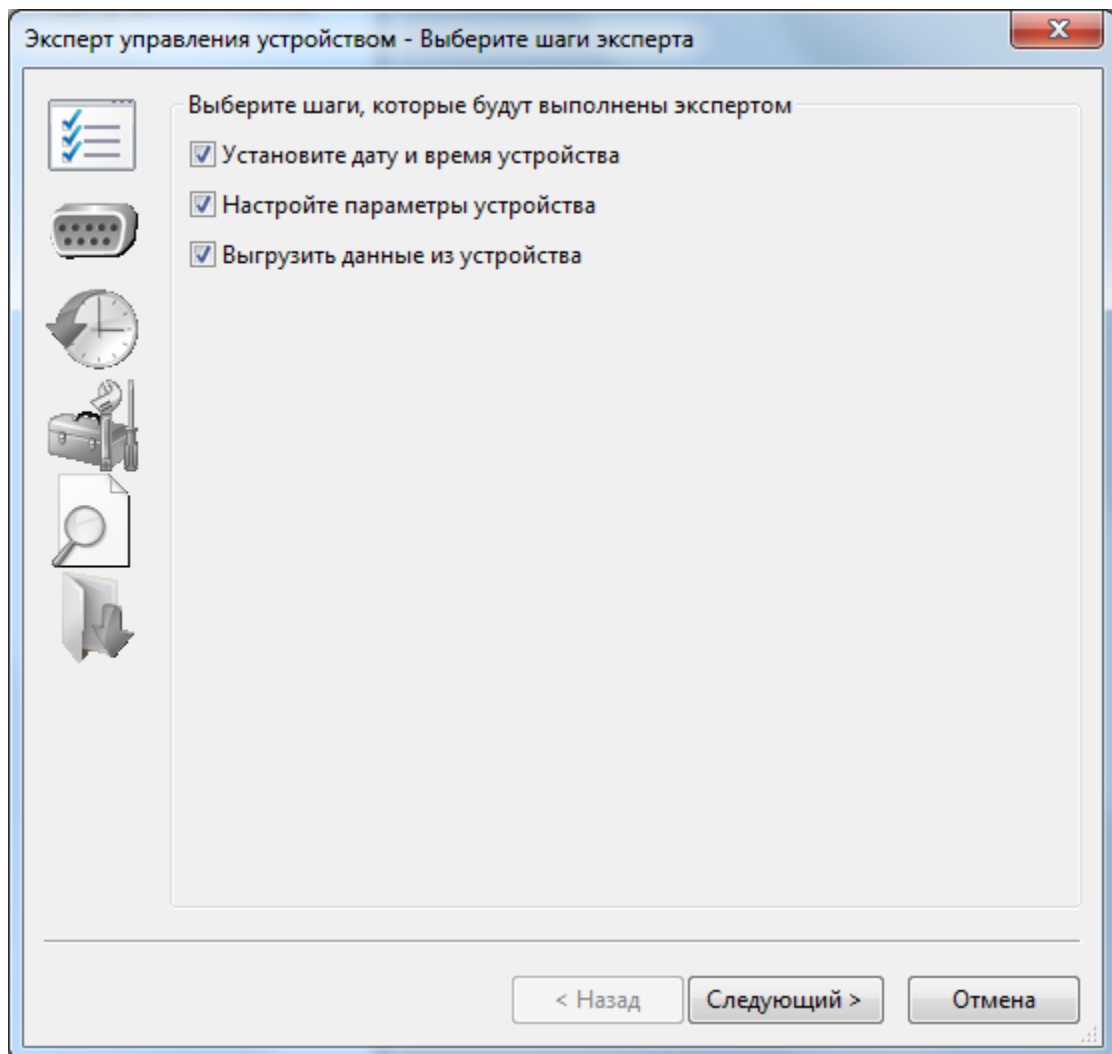 Эксперт управления устройством - Выберите шаги эксперта
Выберите шаги, которые будут выполнены экспертом
Установите дату и время устройства
Настройте параметры устройства
Выгрузить данные из устройства
< Назад
Следующий >
Отмена